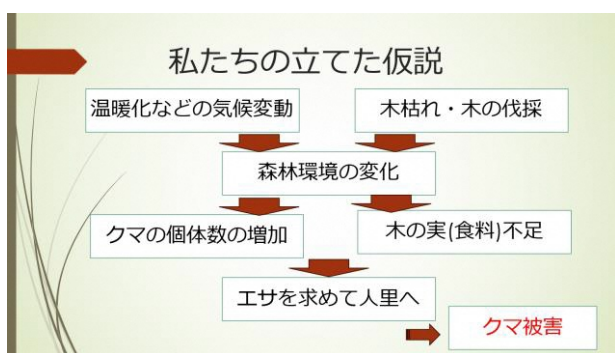 私たちの立てた仮説
温暖化などの気候変動
木枯れ・木の伐採
森林環境の変化
クマの個体数の増加
木の実(食料)不足
エサを求めて人里へ
クマ被害